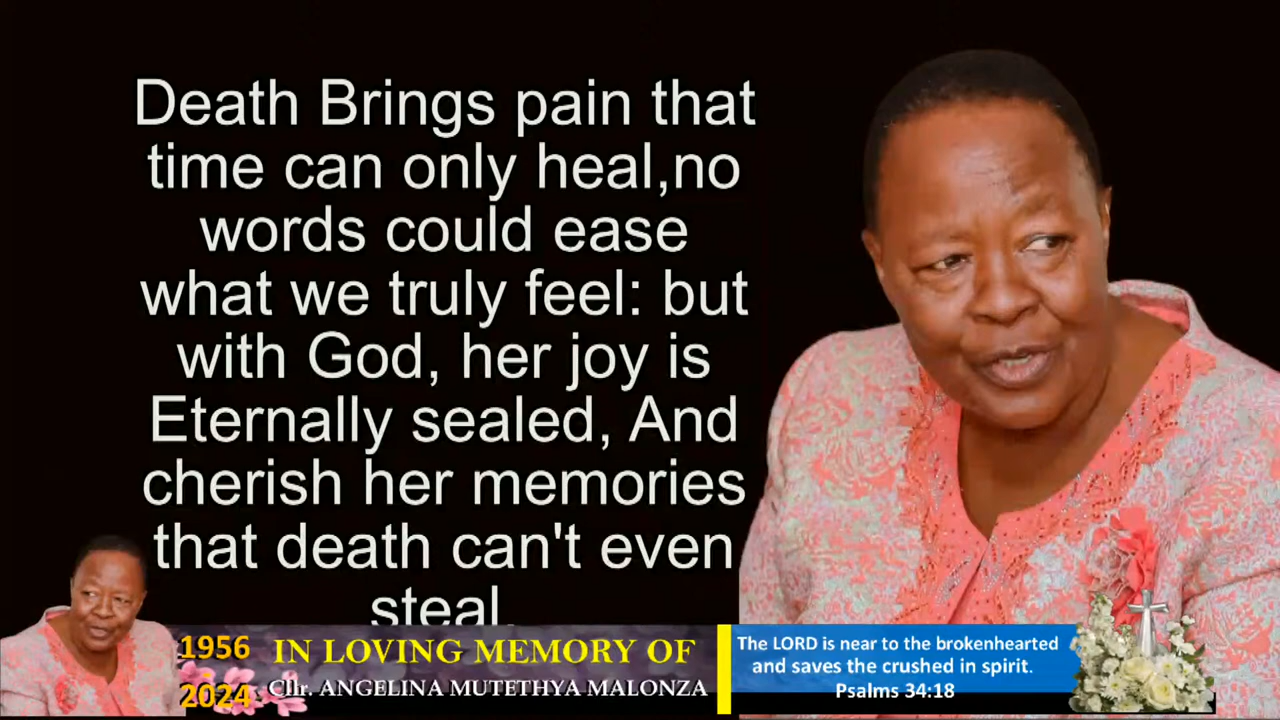 Death Brings pain that
time can only heal,no
words could ease
what we truly feel: but
with God, her joy is
Eternally sealed, And
cherish her memories
that death can't even
steal.
1956
2024
IN LOVING MEMORY OF
Cllr. ANGELINA MUTETHYA MALONZA
The LORD is near to the brokenhearted
and saves the crushed in spirit.
Psalms 34:18